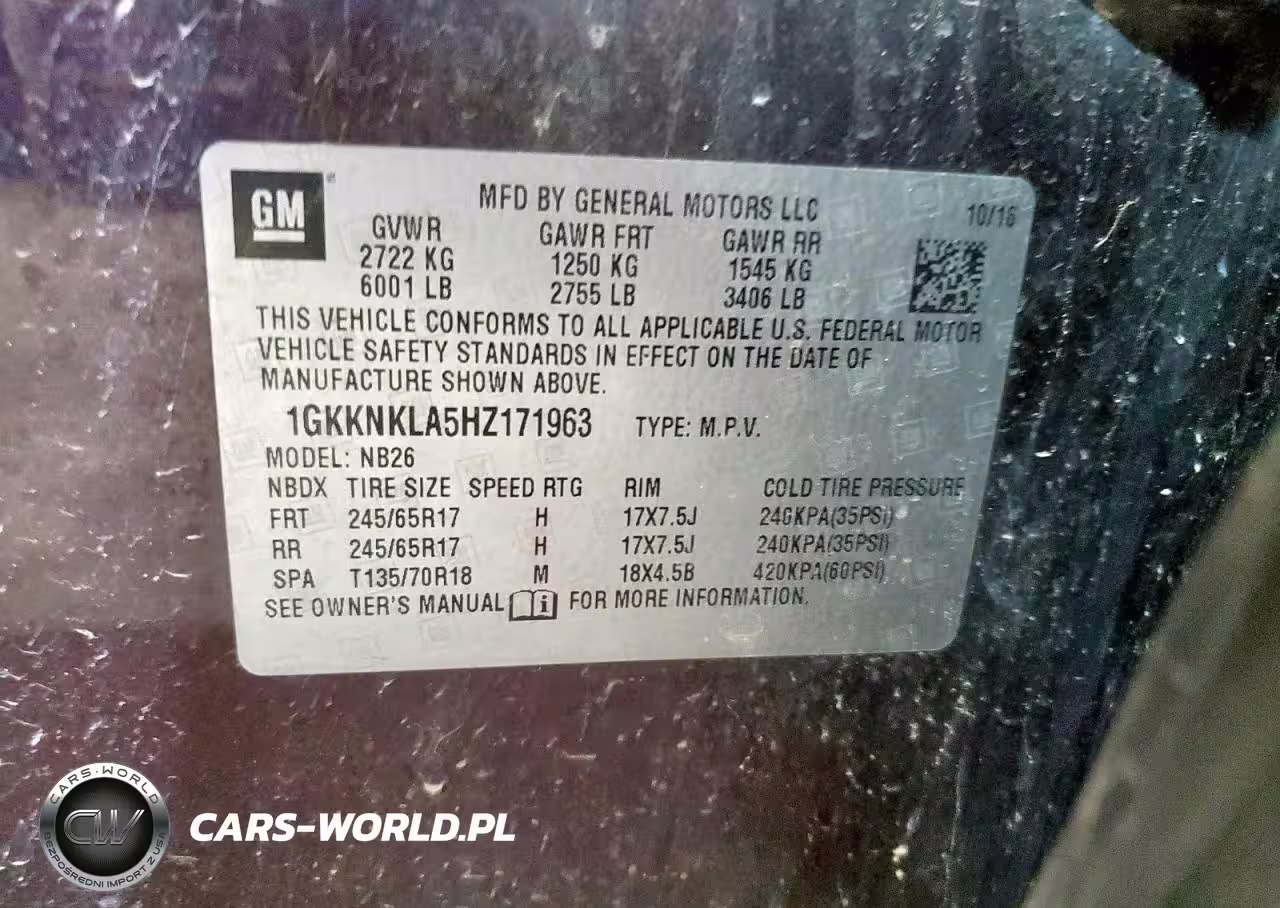 GM
MFD BY GENERAL MOTORS LLC
10/16
GVWR GAWR FRT GAWR RR
2722 KG 1250 KG 1545 KG
6001 LB 2755 LB 3406 LB
THIS VEHICLE CONFORMS TO ALL APPLICABLE U.S. FEDERAL MOTOR
VEHICLE SAFETY STANDARDS IN EFFECT ON THE DATE OF
MANUFACTURE SHOWN ABOVE.
1GKKNKLA5HZ171963 TYPE: M.P.V.
MODEL: NB26
NBDX TIRE SIZE SPEED RTG RIM COLD TIRE PRESSURE
FRT 245/65R17 H 17X7.5J 240KPA(35PSI)
RR 245/65R17 H 17X7.5J 240KPA(35PSI)
SPA T135/70R18 M 18X4.5B 420KPA(60PSI)
SEE OWNER'S MANUAL FOR MORE INFORMATION.
CARS-WORLD
CW
BEZPOŚREDNI IMPORT Z USA
CARS-WORLD.PL